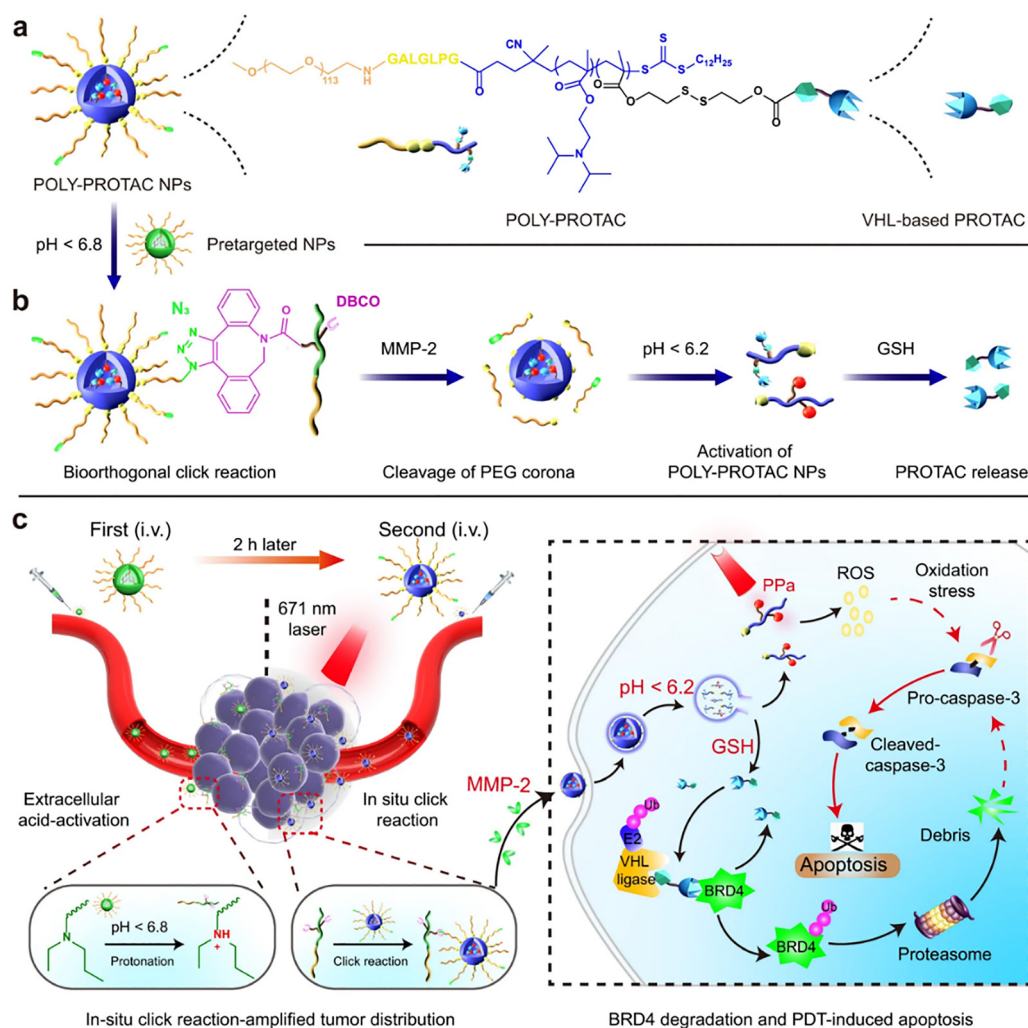 a
POLY-PROTAC NPs
O
O
113
N
H
GALGLPG
O
CN
O
O
O
O
N
S
S
S
C12H25
S
S
O
O
POLY-PROTAC
VHL-based PROTAC
pH < 6.8
Pretargeted NPs
b
N3
N
N
N
N
O
DBCO
Bioorthogonal click reaction
MMP-2
Cleavage of PEG corona
pH < 6.2
Activation of
POLY-PROTAC NPs
GSH
PROTAC release
c
First (i.v.)
2 h later
Second (i.v.)
671 nm
laser
Extracellular
acid-activation
In situ click
reaction
N
pH < 6.8
Protonation
NH
+
Click reaction
In-situ click reaction-amplified tumor distribution
MMP-2
PPa
ROS
Oxidation
stress
pH < 6.2
Pro-caspase-3
GSH
Cleaved-
caspase-3
Ub
E2
VHL
ligase
BRD4
Apoptosis
Debris
Ub
BRD4
Proteasome
BRD4 degradation and PDT-induced apoptosis